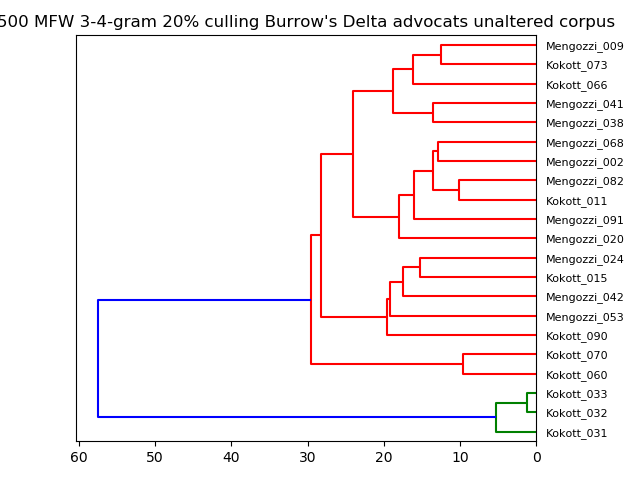 500 MFW 3-4-gram 20% culling Burrow's Delta advocats unaltered corpus
Mengozzi_009
Kokott_073
Kokott_066
Mengozzi_041
Mengozzi_038
Mengozzi_068
Mengozzi_002
Mengozzi_082
Kokott_011
Mengozzi_091
Mengozzi_020
Mengozzi_024
Kokott_015
Mengozzi_042
Mengozzi_053
Kokott_090
Kokott_070
Kokott_060
Kokott_033
Kokott_032
Kokott_031
60 50 40 30 20 10 0